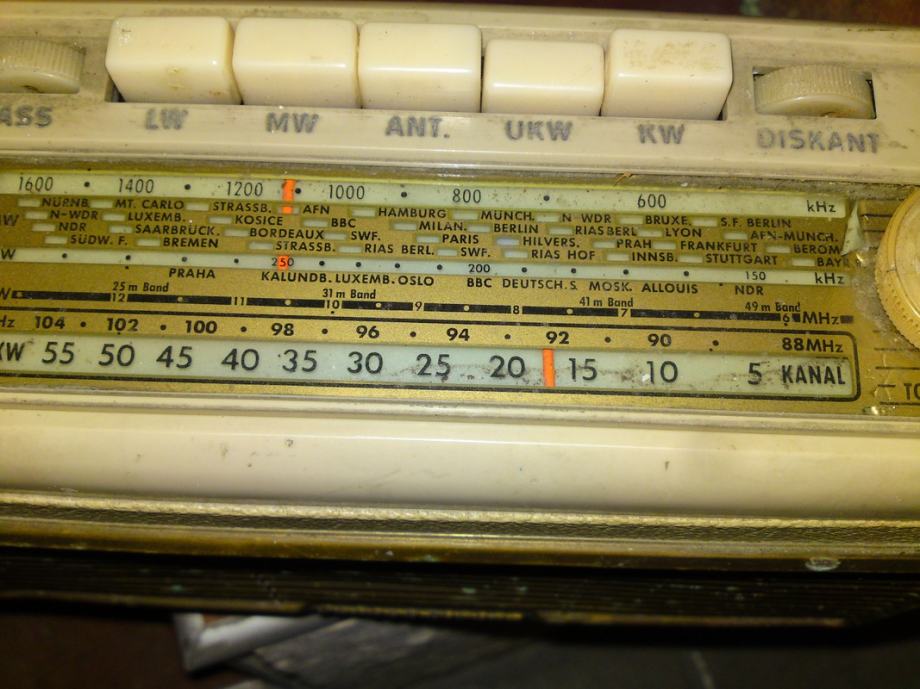 ASS LW MW ANT. UKW KW DISKANT
1600 1400 1200 1000 800 600 kHz
NÜRNB. MT. CARLO STRASSB. AFN HAMBURG MÜNCH. N WDR BRUXE. S.F. BERLIN
N-WDR LUXEMB. KOSICE BBC MILAN. BERLIN RIAS BERL LYON AFN-MÜNCH.
NDR SAARBRÜCK. BORDEAUX SWF. PARIS HILVERS. PRAH FRANKFURT BEROM
SÜDW. F. BREMEN STRASSB. RIAS BERL. SWF. RIAS HOF INNSB. STUTTGART BAYR
W 250 200 150 kHz
PRAHA KALUNDB. LUXEMB. OSLO BBC DEUTSCH. S. MOSK. ALLOUIS NDR
25 m Band 31 m Band 41 m Band 49 m Band
W 12 11 10 9 8 7 6 MHz
Hz 104 • 102 • 100 • 98 • 96 • 94 • 92 • 90 • 88 MHz
KW 55 50 45 40 35 30 25 20 15 10 5 KANAL
TO